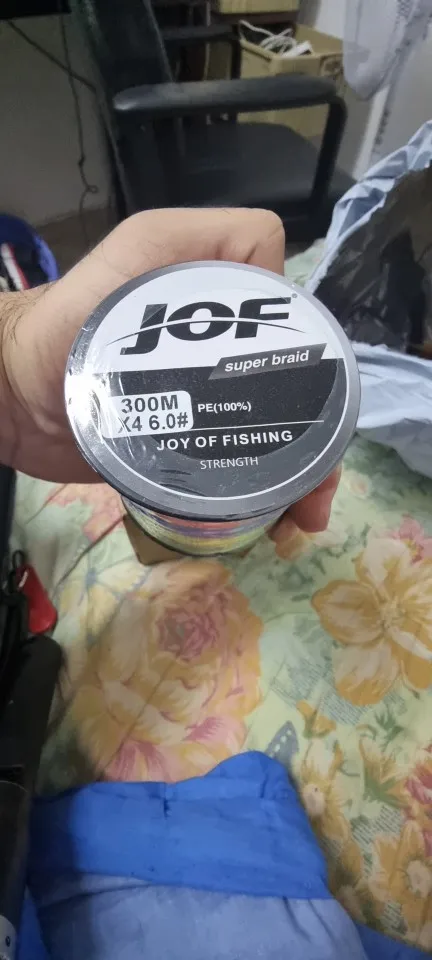 JOF®
super braid
300M
X4 6.0#
PE(100%)
JOY OF FISHING
STRENGTH